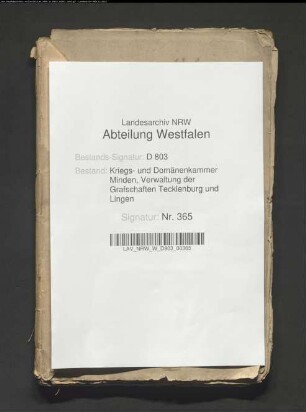 Landesarchiv NRW
Abteilung Westfalen
Bestands-Signatur: D 803
Bestand: Kriegs- und Domänenkammer
Minden, Verwaltung der
Grafschaften Tecklenburg und
Lingen
Signatur: Nr. 365
LAV_NRW_W_D803_00365